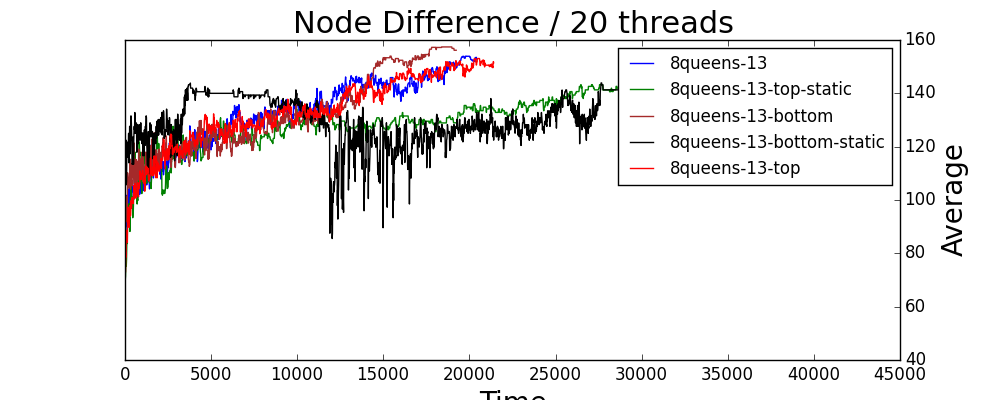 Node Difference / 20 threads
160
140
120
100
80
60
40
Average
8queens-13
8queens-13-top-static
8queens-13-bottom
8queens-13-bottom-static
8queens-13-top
0 5000 10000 15000 20000 25000 30000 35000 40000 45000
Time